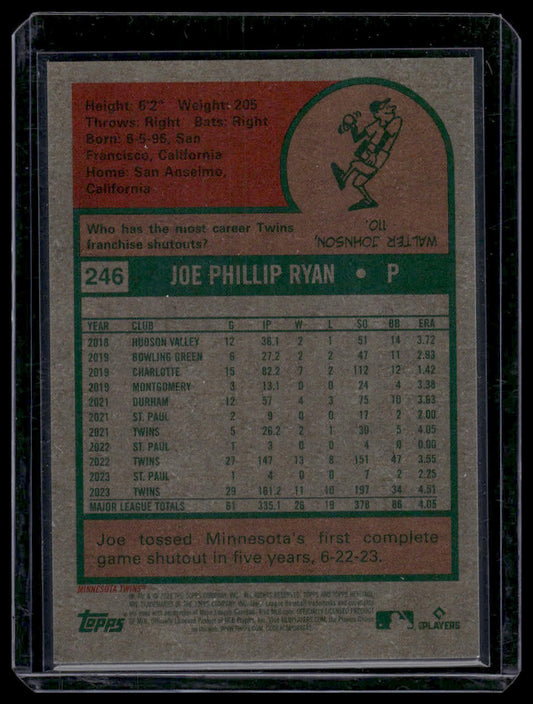 Height: 6'2" Weight: 205
Throws: Right Bats: Right
Born: 6-5-96, San
Francisco, California
Home: San Anselmo,
California
Who has the most career Twins
franchise shutouts?
WALTER JOHNSON,
110.
246 JOE PHILLIP RYAN • P
YEAR CLUB G IP W L SO BB ERA
2018 HUDSON VALLEY 12 36.1 2 1 51 14 3.72
2019 BOWLING GREEN 6 27.2 2 2 47 11 2.93
2019 CHARLOTTE 15 82.2 7 2 112 12 1.42
2019 MONTGOMERY 3 13.1 0 0 24 4 3.38
2021 DURHAM 12 57 4 3 75 10 3.63
2021 ST. PAUL 2 9 0 0 17 2 2.00
2021 TWINS 5 26.2 2 1 30 5 4.05
2022 ST. PAUL 1 3 0 0 4 0 0.00
2022 TWINS 27 147 13 8 151 47 3.55
2023 ST. PAUL 1 4 0 0 7 2 2.25
2023 TWINS 29 161.2 11 10 197 34 4.51
MAJOR LEAGUE TOTALS 61 335.1 26 19 378 86 4.05
Joe tossed Minnesota's first complete
game shutout in five years, 6-22-23.
MINNESOTA TWINS™
Topps
PLAYERS